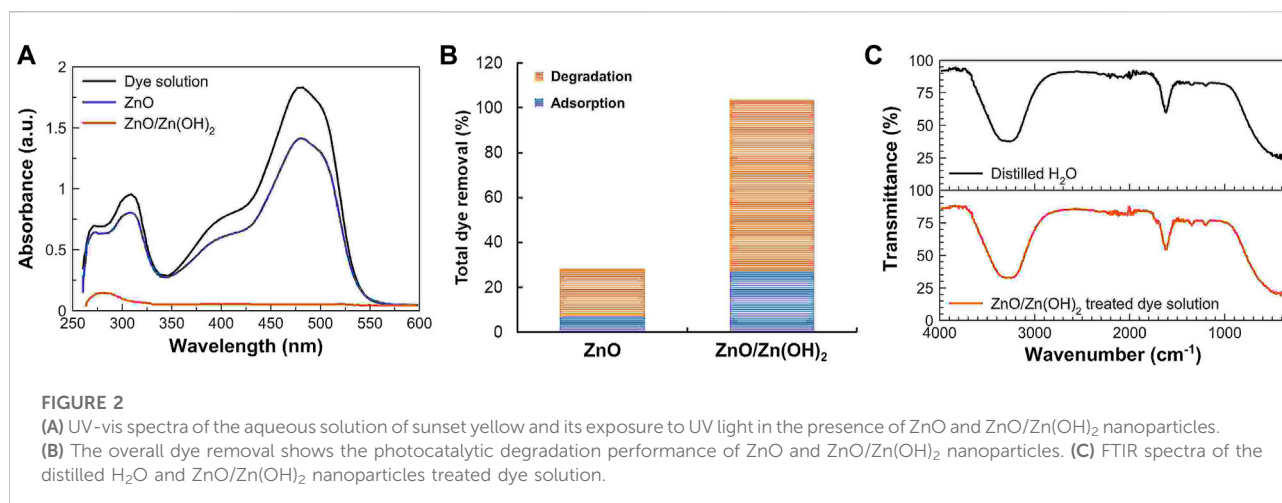 A
B
C
2
1.5
1
0.5
0
250
300
350
400
450
500
550
600
Absorbance (a.u.)
Wavelength (nm)
Dye solution
ZnO
ZnO/Zn(OH)₂
120
100
80
60
40
20
0
Total dye removal (%)
Degradation
Adsorption
ZnO
ZnO/Zn(OH)₂
100
75
50
25
0
Distilled H₂O
100
75
50
25
0
ZnO/Zn(OH)₂ treated dye solution
4000
3000
2000
1000
Transmittance (%)
Wavenumber (cm⁻¹)
FIGURE 2
(A) UV-vis spectra of the aqueous solution of sunset yellow and its exposure to UV light in the presence of ZnO and ZnO/Zn(OH)₂ nanoparticles.
(B) The overall dye removal shows the photocatalytic degradation performance of ZnO and ZnO/Zn(OH)₂ nanoparticles. (C) FTIR spectra of the
distilled H₂O and ZnO/Zn(OH)₂ nanoparticles treated dye solution.